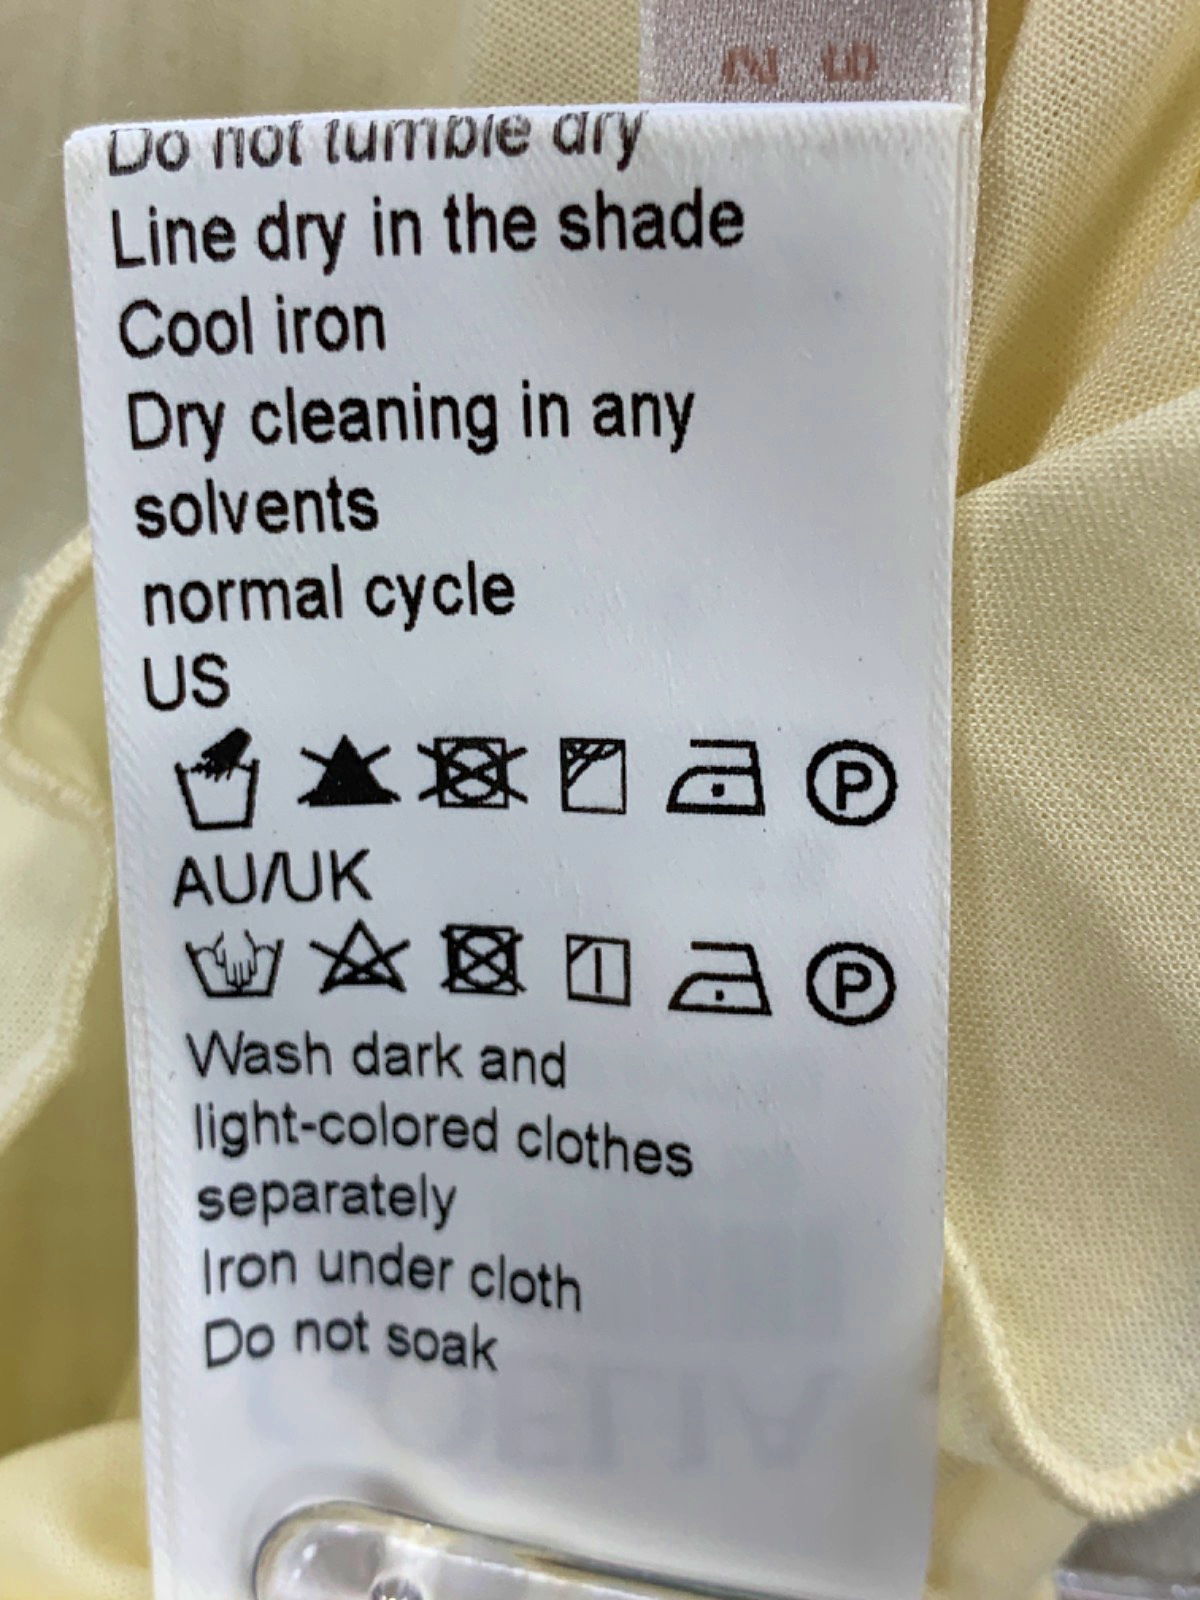 Do not tumble dry
Line dry in the shade
Cool iron
Dry cleaning in any
solvents
normal cycle
US
P
AU/UK
P
Wash dark and
light-colored clothes
separately
Iron under cloth
Do not soak